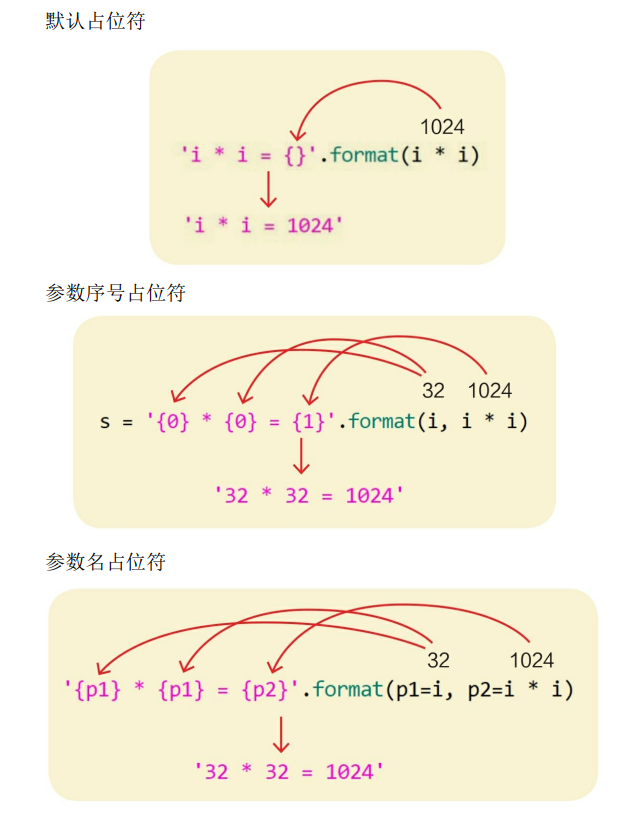 默认占位符
1024
'i * i = {}'.format(i * i)
'i * i = 1024'
参数序号占位符
32 1024
s = '{0} * {0} = {1}'.format(i, i * i)
'32 * 32 = 1024'
参数名占位符
32 1024
'{p1} * {p1} = {p2}'.format(p1=i, p2=i * i)
'32 * 32 = 1024'